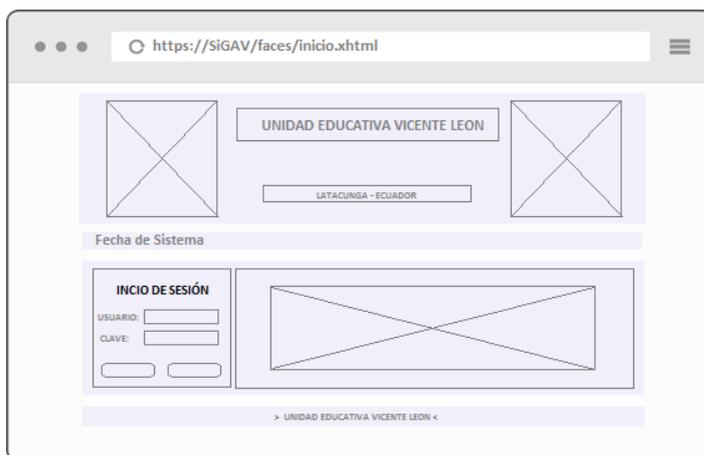 https://SiGAV/faces/inicio.xhtml
UNIDAD EDUCATIVA VICENTE LEON
LATACUNGA - ECUADOR
Fecha de Sistema
INCIO DE SESIÓN
USUARIO:
CLAVE:
> UNIDAD EDUCATIVA VICENTE LEON <